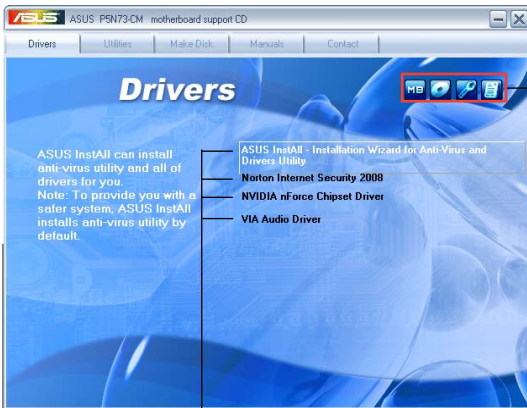 ASUS ASUS P5N73-CM motherboard support CD
Drivers Utilities Make Disk Manuals Contact
Drivers
MB
ASUS InstAll can install
anti-virus utility and all of
drivers for you.
Note: To provide you with a
safer system, ASUS InstAll
installs anti-virus utility by
default.
ASUS InstAll - Installation Wizard for Anti-Virus and
Drivers Utility
Norton Internet Security 2008
NVIDIA nForce Chipset Driver
VIA Audio Driver